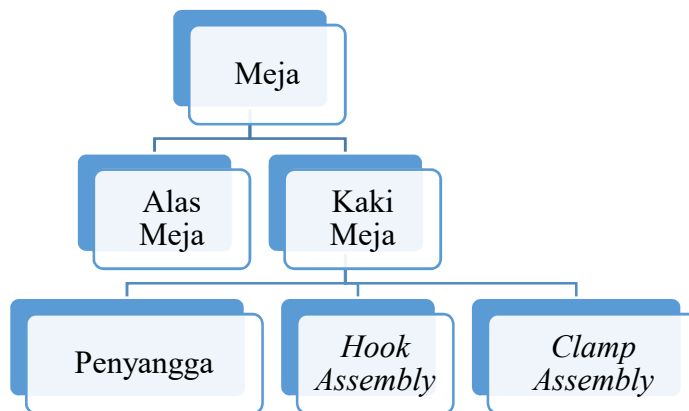 Meja
Alas
Meja
Kaki
Meja
Penyangga
Hook
Assembly
Clamp
Assembly